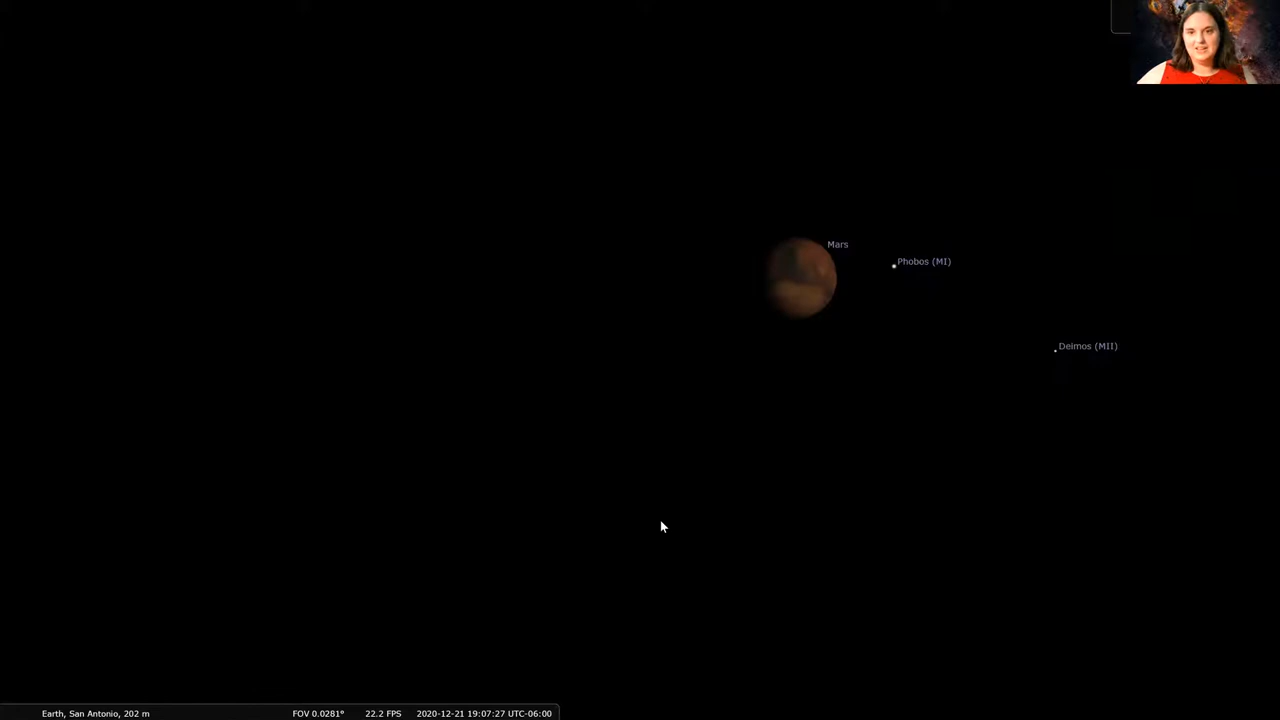 Mars
Phobos (MI)
Deimos (MII)
Earth, San Antonio, 202 m FOV 0.0281° 22.2 FPS 2020-12-21 19:07:27 UTC-06:00